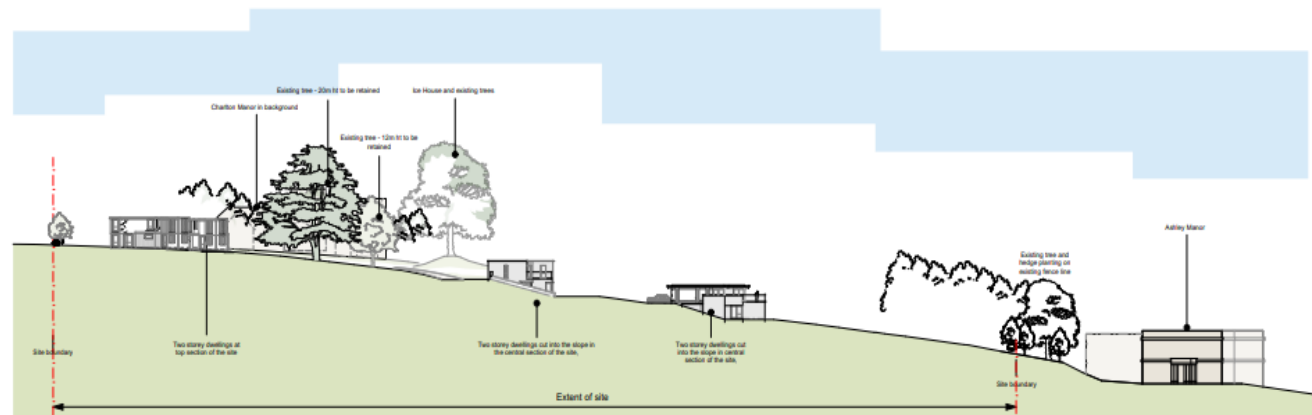 Existing tree - 20m ht to be retained
Ice House and existing trees
Charlton Manor in background
Existing tree - 12m ht to be
retained
Ashley Manor
Existing tree and
hedge planting on
existing fence line
Site boundary
Two storey dwellings at
top section of the site
Two storey dwellings cut into the slope in
the central section of the site,
Two storey dwellings cut
into the slope in central
section of the site,
Site boundary
Extent of site